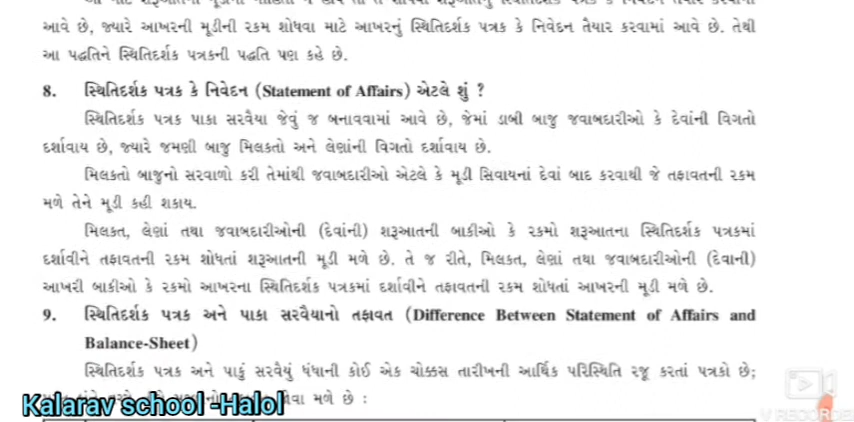 આવે છે, જ્યારે આખરની મૂડીની રકમ શોધવા માટે આખરનું સ્થિતિદર્શક પત્રક કે નિવેદન તૈયાર કરવામાં આવે છે. તેથી
આ પદ્ધતિને સ્થિતિદર્શક પત્રકની પદ્ધતિ પણ કહે છે.
8. સ્થિતિદર્શક પત્રક કે નિવેદન (Statement of Affairs) એટલે શું ?
સ્થિતિદર્શક પત્રક પાકા સરવૈયા જેવું જ બનાવવામાં આવે છે, જેમાં ડાબી બાજુ જવાબદારીઓ કે દેવાંની વિગતો
દર્શાવાય છે, જ્યારે જમણી બાજુ મિલકતો અને લેણાંની વિગતો દર્શાવાય છે.
મિલકતો બાજુનો સરવાળો કરી તેમાંથી જવાબદારીઓ એટલે કે મૂડી સિવાયનાં દેવાં બાદ કરવાથી જે તફાવતની રકમ
મળે તેને મૂડી કહી શકાય.
મિલકત, લેણાં તથા જવાબદારીઓની (દેવાંની) શરૂઆતની બાકીઓ કે રકમો શરૂઆતના સ્થિતિદર્શક પત્રકમાં
દર્શાવીને તફાવતની રકમ શોધતાં શરૂઆતની મૂડી મળે છે. તે જ રીતે, મિલકત, લેણાં તથા જવાબદારીઓની (દેવાની)
આખરી બાકીઓ કે રકમો આખરના સ્થિતિદર્શક પત્રકમાં દર્શાવીને તફાવતની રકમ શોધતાં આખરની મૂડી મળે છે.
9. સ્થિતિદર્શક પત્રક અને પાકા સરવૈયાનો તફાવત (Difference Between Statement of Affairs and
Balance-Sheet)
સ્થિતિદર્શક પત્રક અને પાકું સરવૈયું ધંધાની કોઈ એક ચોક્કસ તારીખની આર્થિક પરિસ્થિતિ રજૂ કરતાં પત્રકો છે;
મળે છે :
Kalarav school -Halol
V RECORDER